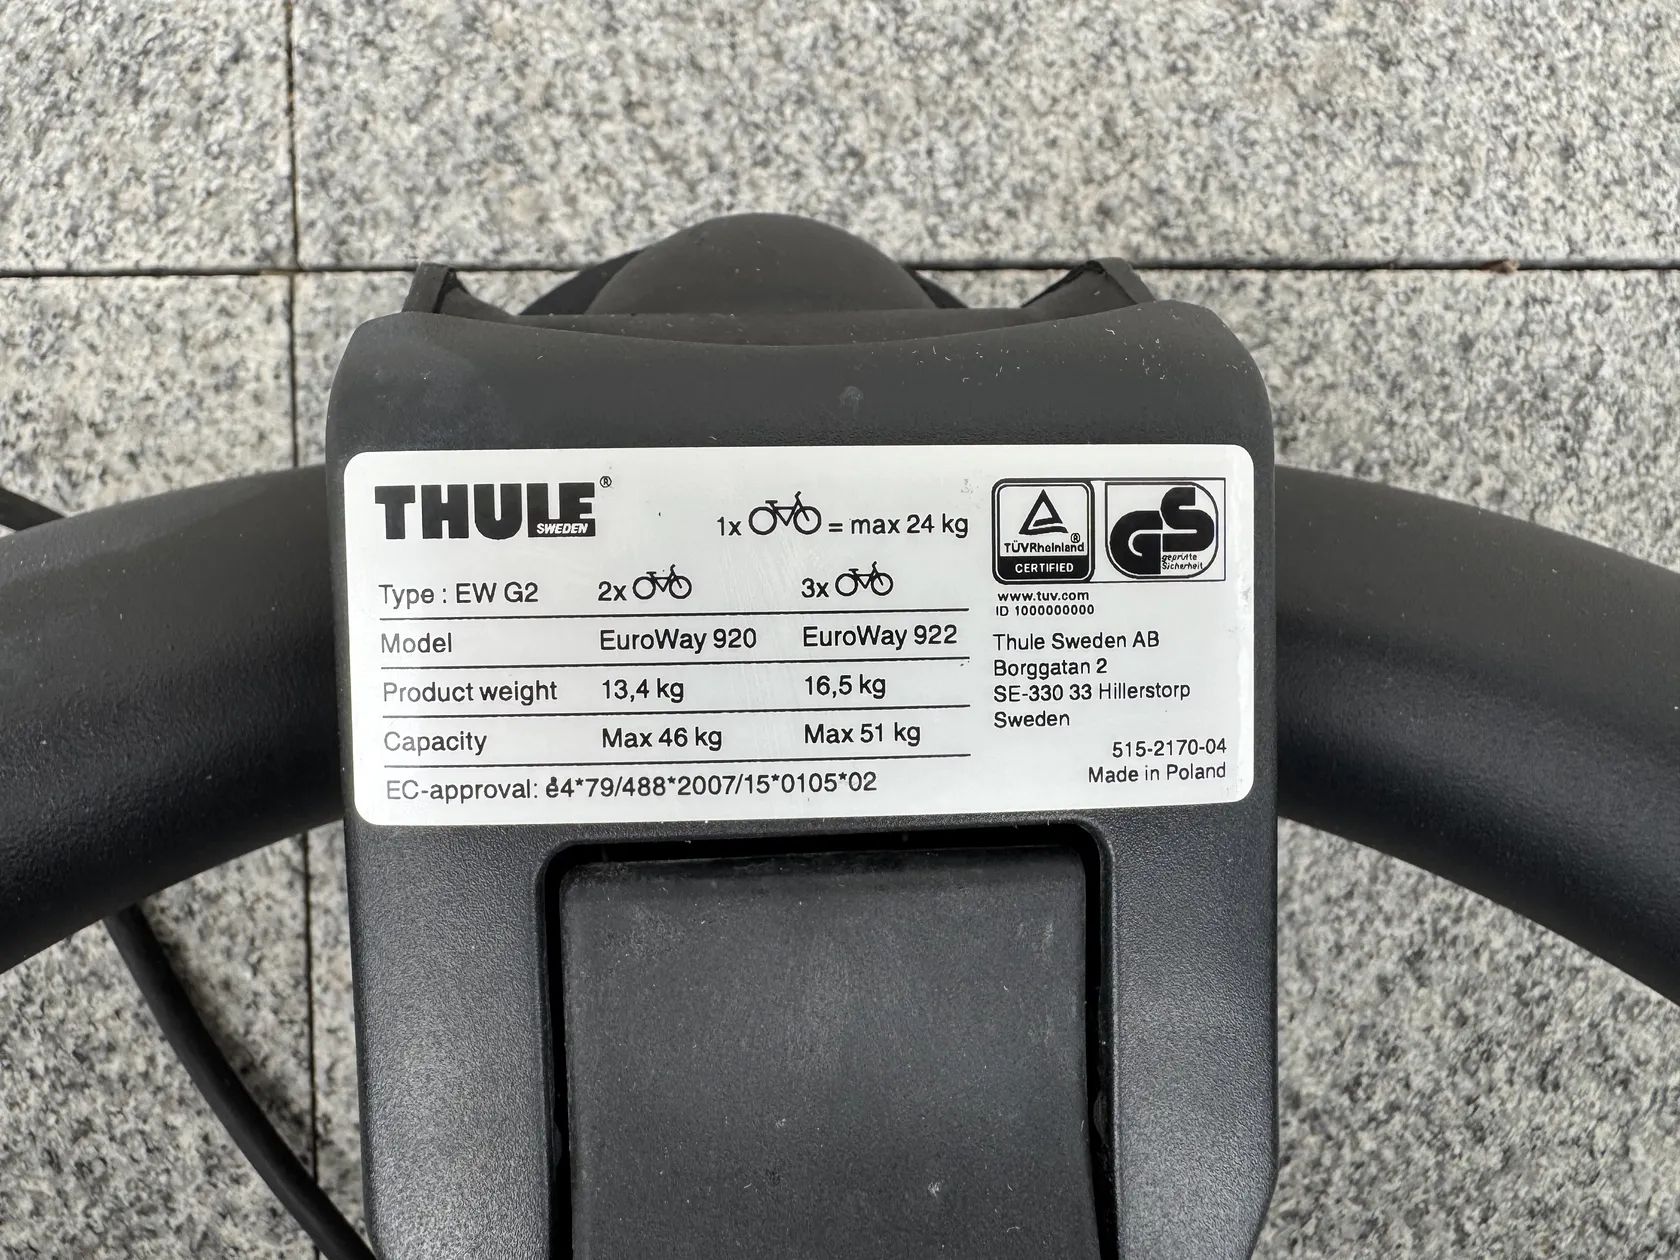 THULE®
SWEDEN
1x = max 24 kg
Type : EW G2 2x 3x
Model EuroWay 920 EuroWay 922
Product weight 13,4 kg 16,5 kg
Capacity Max 46 kg Max 51 kg
EC-approval: e4*79/488*2007/15*0105*02
TÜVRheinland®
CERTIFIED
GS
geprüfte
Sicherheit
www.tuv.com
ID 1000000000
Thule Sweden AB
Borggatan 2
SE-330 33 Hillerstorp
Sweden
515-2170-04
Made in Poland